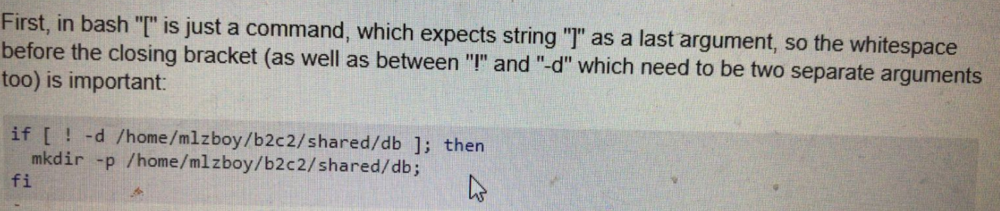 First, in bash "[" is just a command, which expects string "]" as a last argument, so the whitespace
before the closing bracket (as well as between "!" and "-d" which need to be two separate arguments
too) is important:
if [ ! -d /home/mlzboy/b2c2/shared/db ]; then
  mkdir -p /home/mlzboy/b2c2/shared/db;
fi